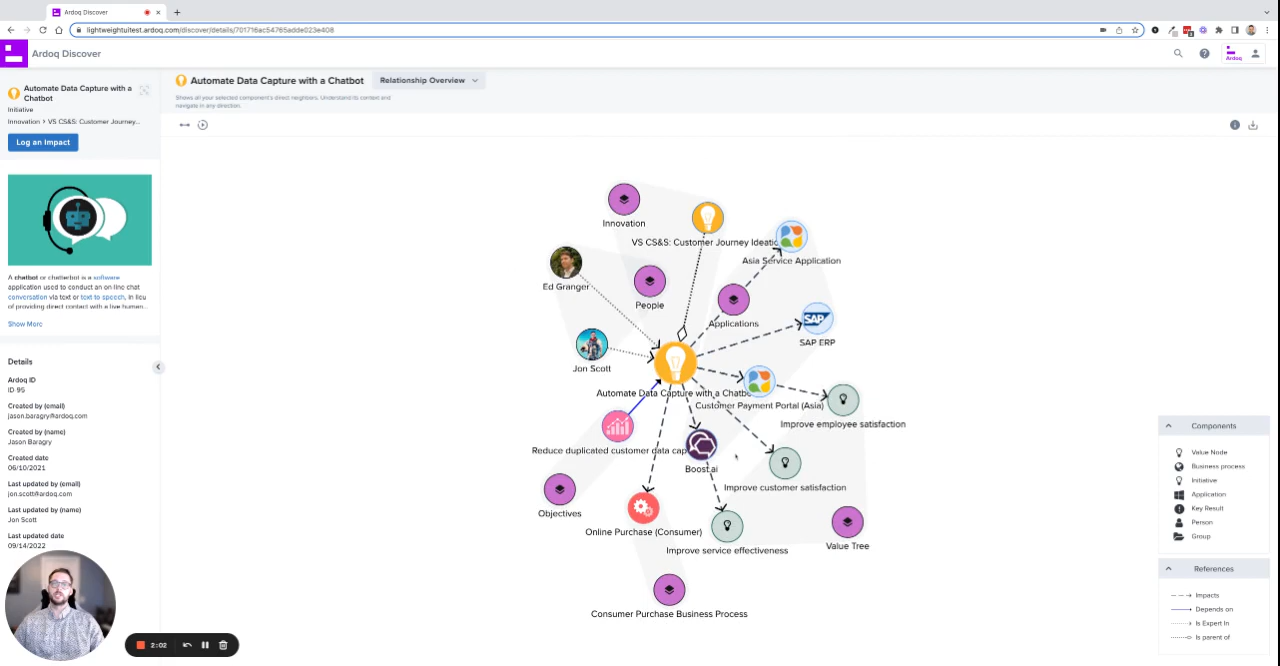 Ardoq Discover
lightweightuitest.ardoq.com/discover/details/701716ac54765adde023e408
Ardoq Discover
Ardoq
Automate Data Capture with a Chatbot
Initiative
Innovation > VS CS&S: Customer Journey...
Log an Impact
A chatbot or chatterbot is a software
application used to conduct an on-line chat
conversation via text or text to speech, in lieu
of providing direct contact with a live human...
Show More
Details
Ardoq ID
ID 95
Created by (email)
jason.baragry@ardoq.com
Created by (name)
Jason Baragry
Created date
06/10/2021
Last updated by (email)
jon.scott@ardoq.com
Last updated by (name)
Jon Scott
Last updated date
09/14/2022
2:02
Automate Data Capture with a Chatbot
Relationship Overview
Shows all your selected component's direct neighbors. Understand its context and
navigate in any direction.
Innovation
VS CS&S: Customer Journey Ideatic
Asia Service Application
Ed Granger
People
Applications
SAP
SAP ERP
Jon Scott
Automate Data Capture with a Chatbo
Customer Payment Portal (Asia)
Improve employee satisfaction
Reduce duplicated customer data cap
Boost.ai
Improve customer satisfaction
Objectives
Online Purchase (Consumer)
Improve service effectiveness
Value Tree
Consumer Purchase Business Process
Components
Value Node
Business process
Initiative
Application
Key Result
Person
Group
References
Impacts
Depends on
Is Expert In
Is parent of